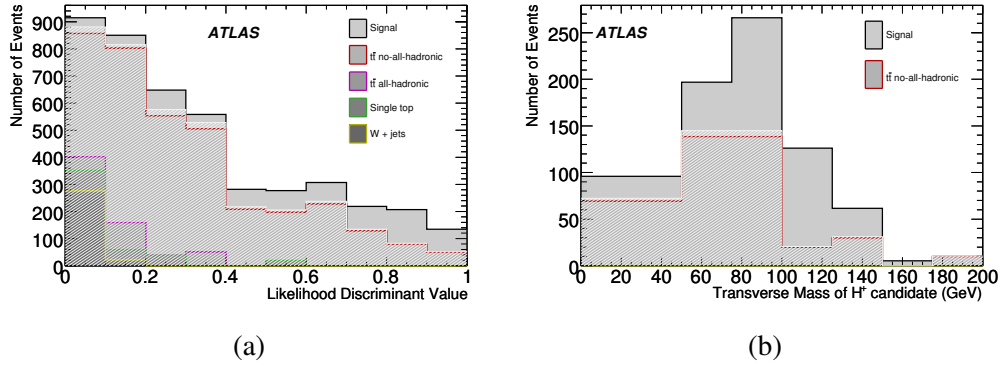 Number of Events
900
800
700
600
500
400
300
200
100
0
ATLAS
Signal
tt̄ no-all-hadronic
tt̄ all-hadronic
Single top
W + jets
0 0.2 0.4 0.6 0.8 1
Likelihood Discriminant Value
(a)
Number of Events
250
200
150
100
50
0
ATLAS
Signal
tt̄ no-all-hadronic
0 20 40 60 80 100 120 140 160 180 200
Transverse Mass of H⁺ candidate (GeV)
(b)